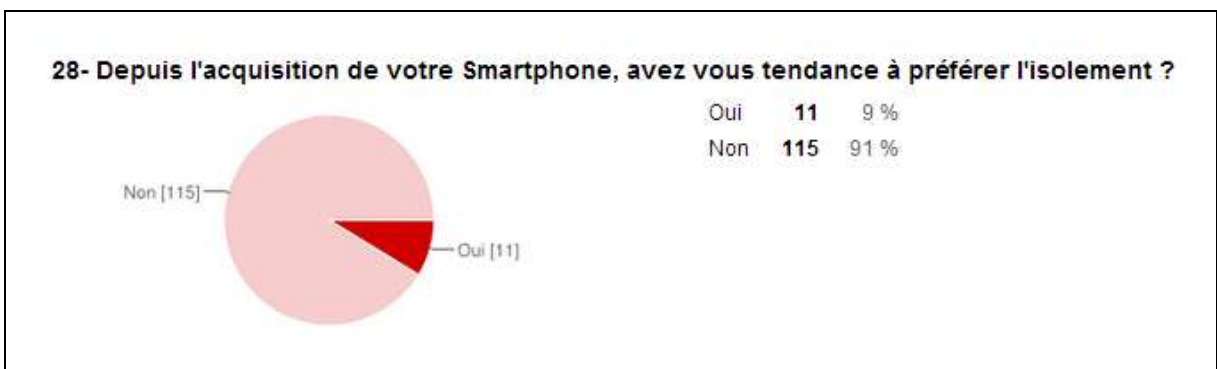 28- Depuis l'acquisition de votre Smartphone, avez vous tendance à préférer l'isolement ?
Oui 11 9 %
Non 115 91 %
Non [115]
Oui [11]